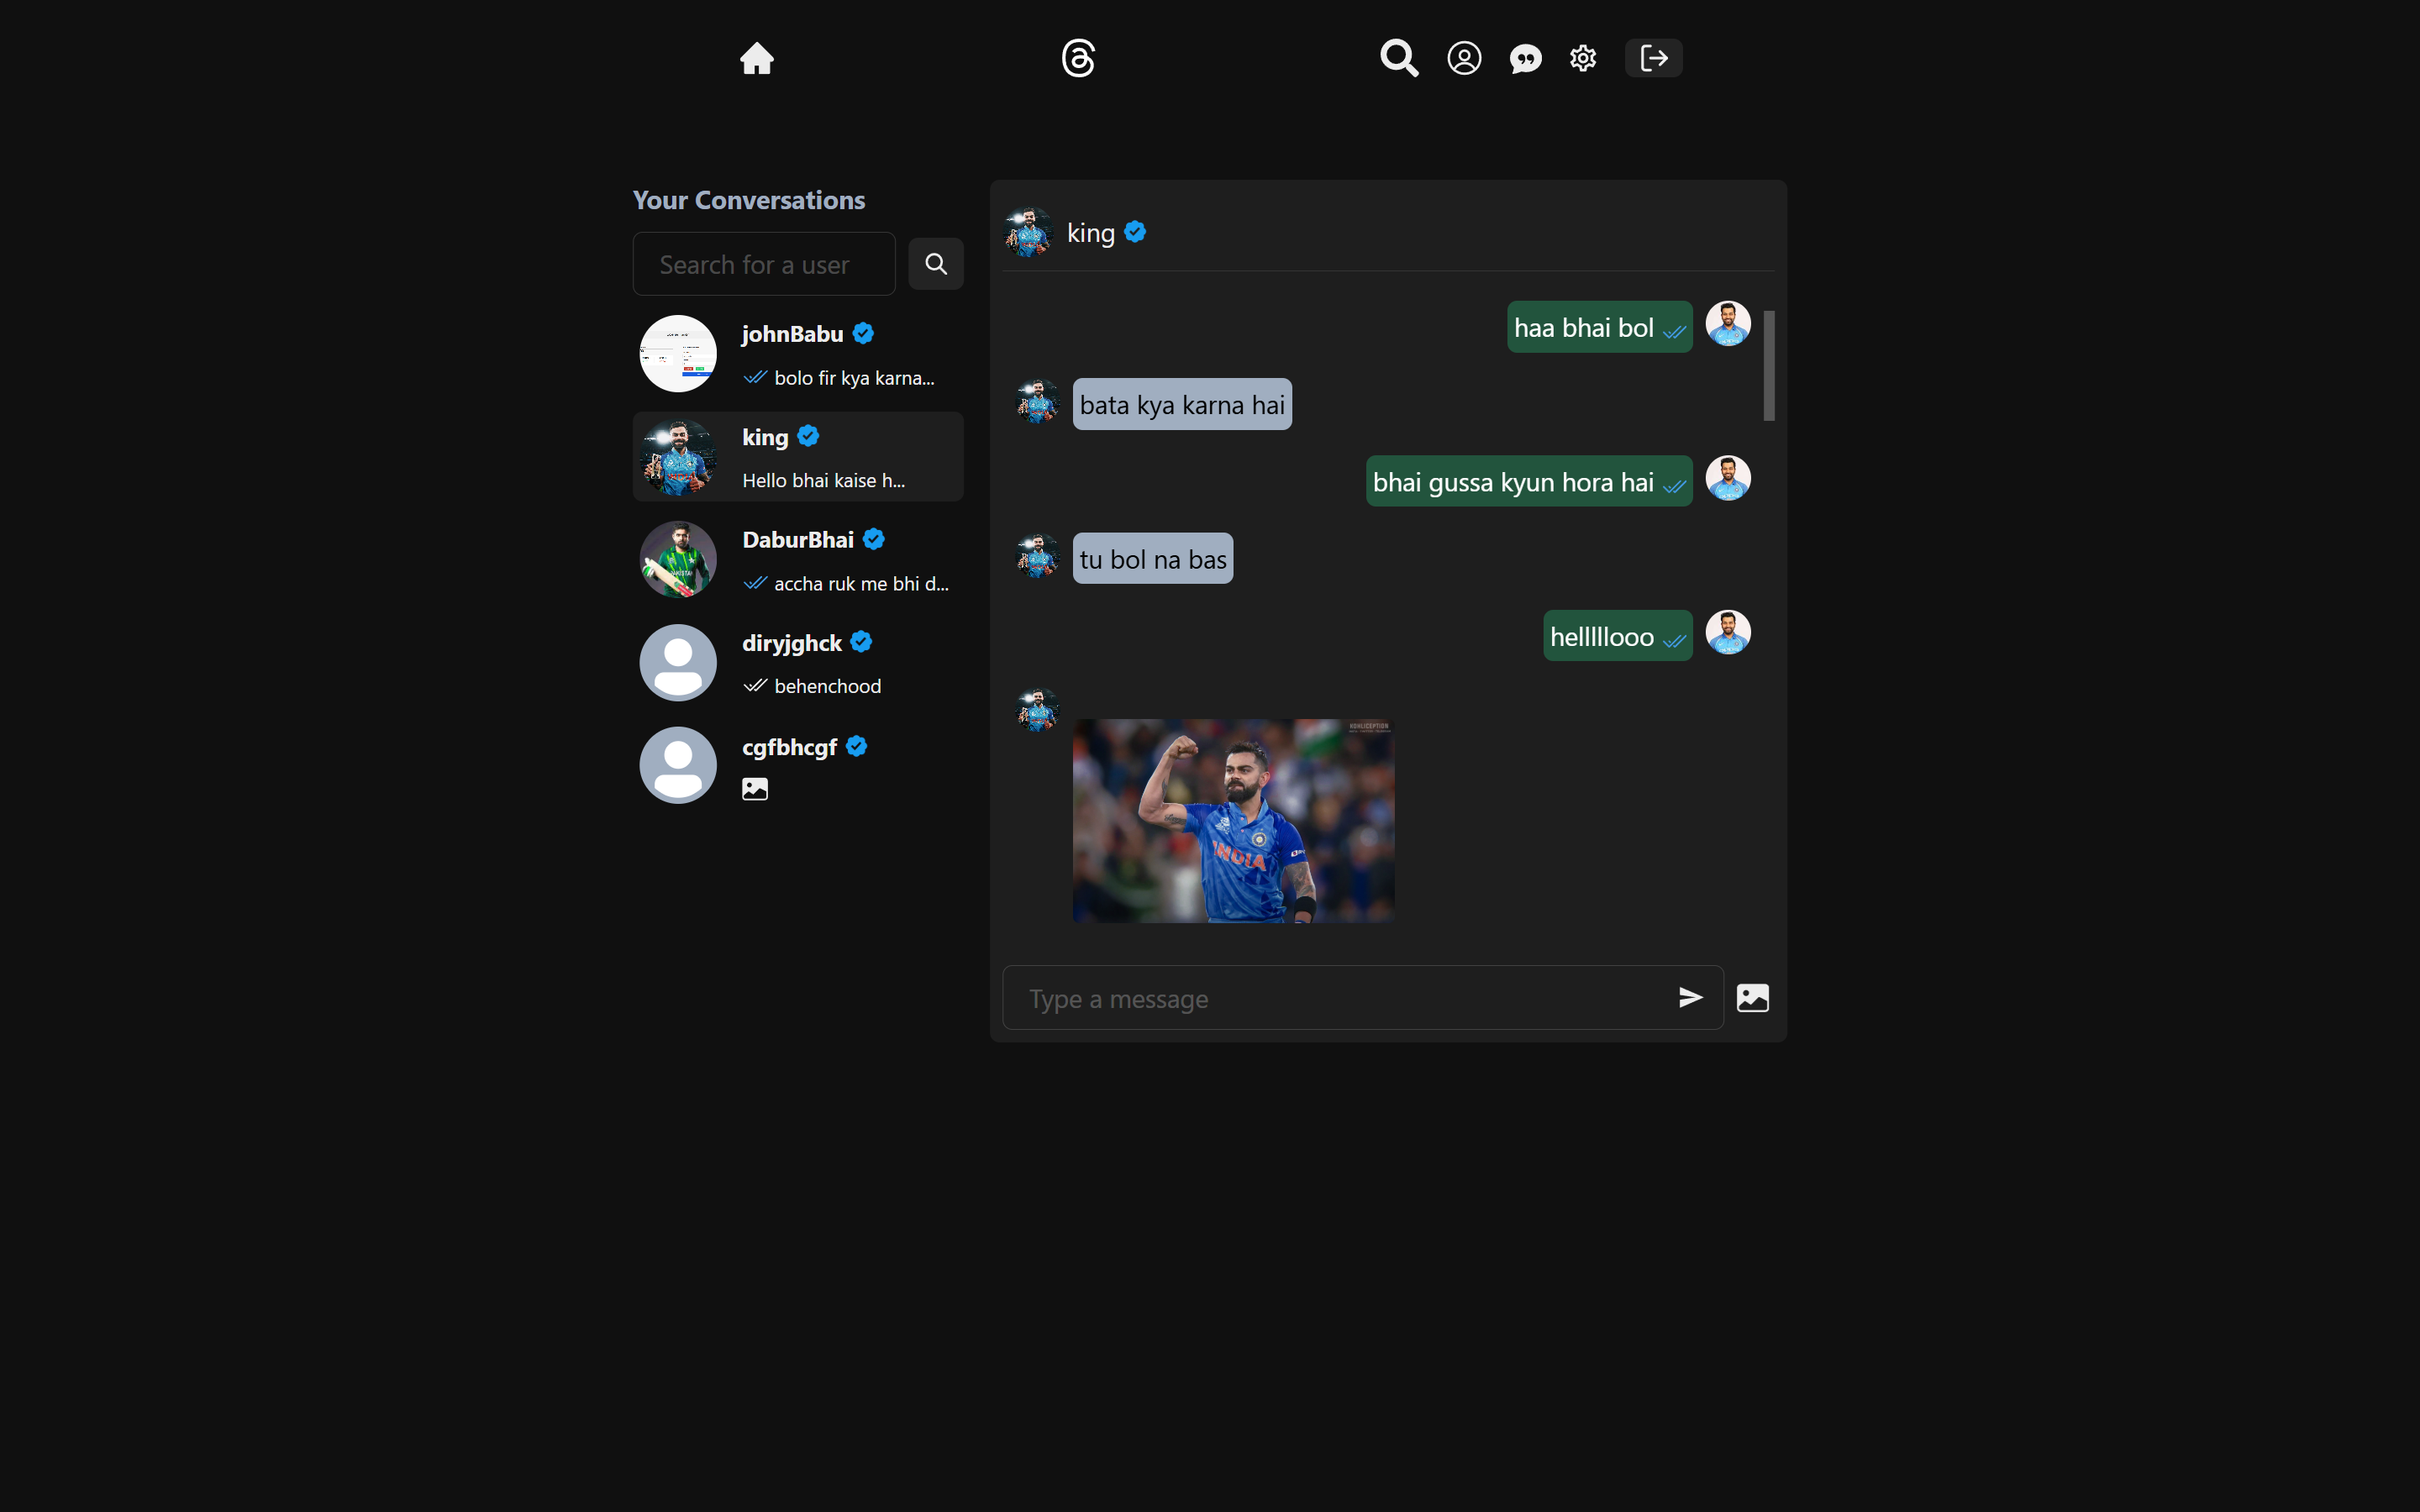 Your Conversations
Search for a user
johnBabu
bolo fir kya karna...
king
Hello bhai kaise h...
DaburBhai
accha ruk me bhi d...
diryjghck
behenchood
cgfbhcgf
king
haa bhai bol
bata kya karna hai
bhai gussa kyun hora hai
tu bol na bas
helllllooo
KOHLICEPTION
INDIA
Type a message